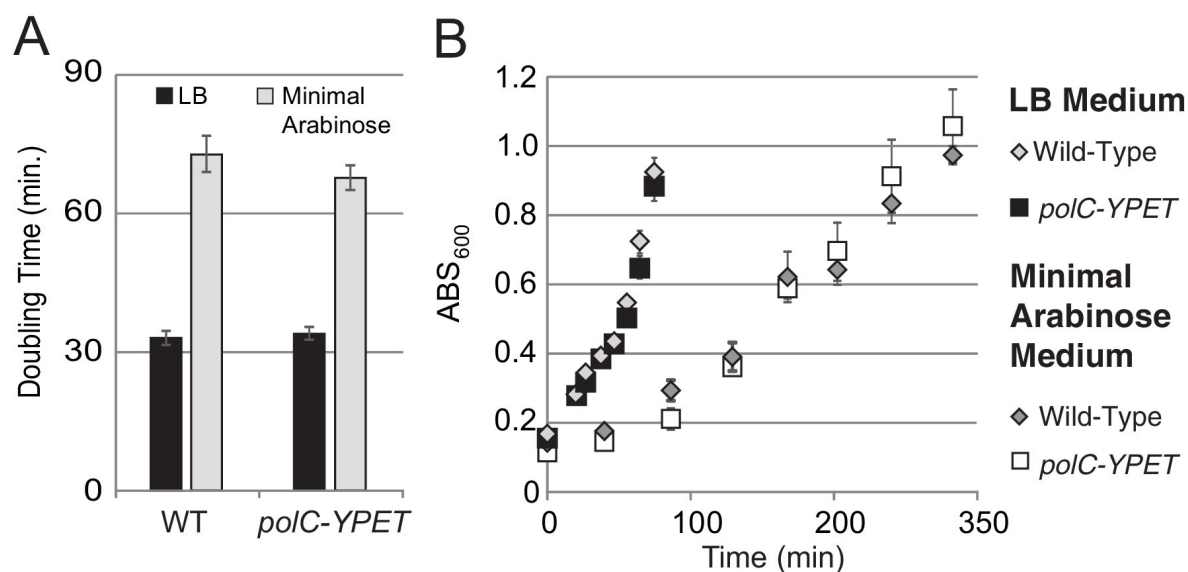 A
90
60
30
0
Doubling Time (min.)
LB
Minimal
Arabinose
WT
polC-YPET
B
1.2
1.0
0.8
0.6
0.4
0.2
0
ABS600
0
100
200
350
Time (min)
LB Medium
Wild-Type
polC-YPET
Minimal
Arabinose
Medium
Wild-Type
polC-YPET